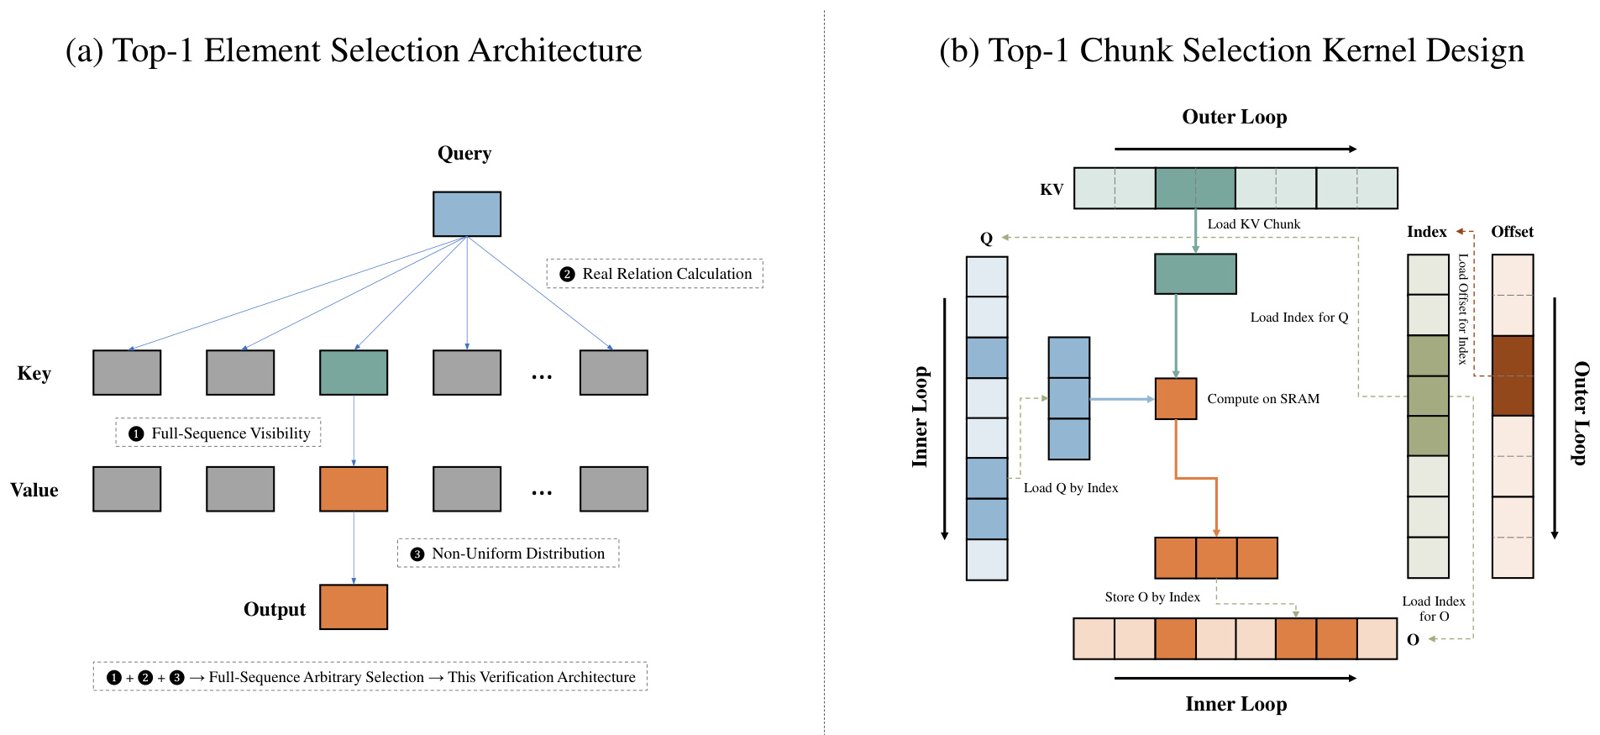 (a) Top-1 Element Selection Architecture
Query
❷ Real Relation Calculation
Key
...
❶ Full-Sequence Visibility
Value
...
❸ Non-Uniform Distribution
Output
❶ + ❷ + ❸ → Full-Sequence Arbitrary Selection → This Verification Architecture
(b) Top-1 Chunk Selection Kernel Design
Outer Loop
KV
Load KV Chunk
Q
Index
Offset
Load Offset for Index
Load Index for Q
Inner Loop
Compute on SRAM
Outer Loop
Load Q by Index
Store O by Index
Load Index
for O
O
Inner Loop